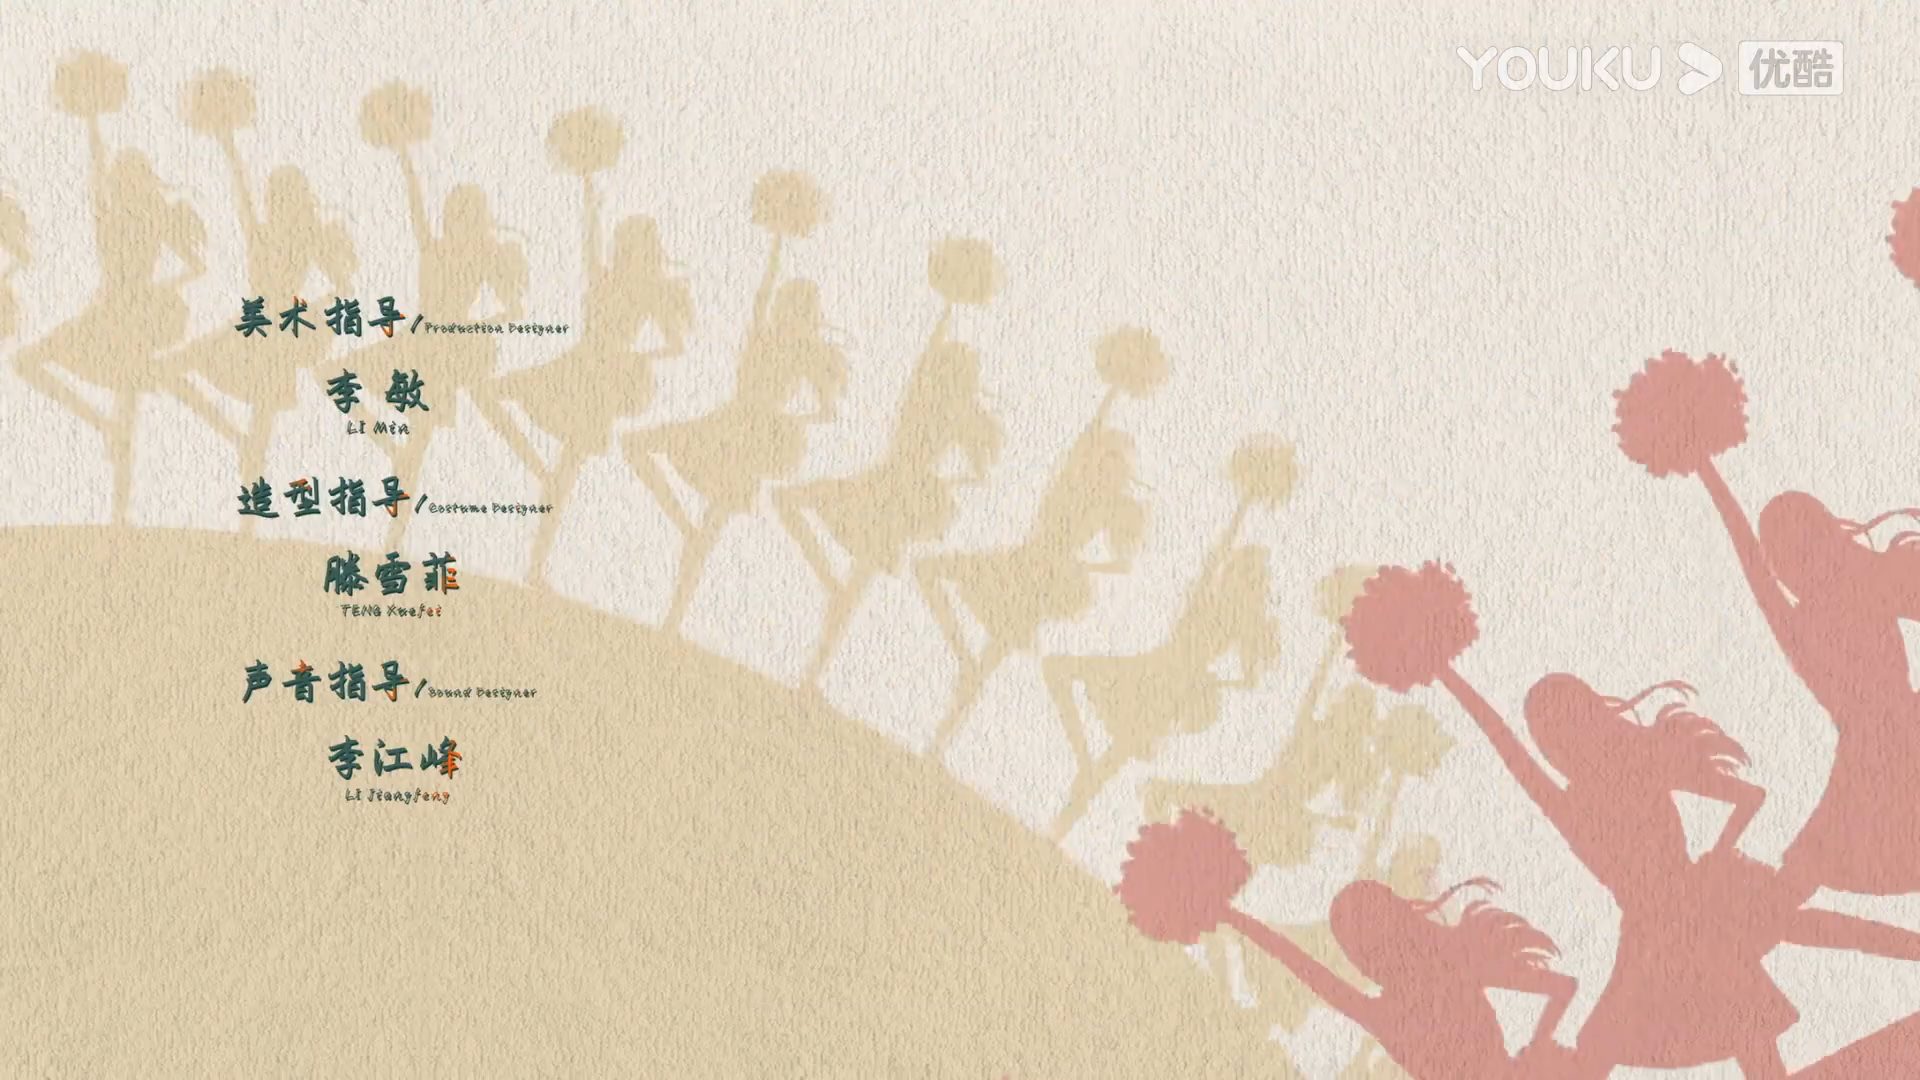 YOUKU 优酷
美术指导/Production Designer
李 敏
LI Min
造型指导/Costume Designer
滕雪菲
TENG Xuefei
声音指导/Sound Designer
李江峰
LI Jiangfeng